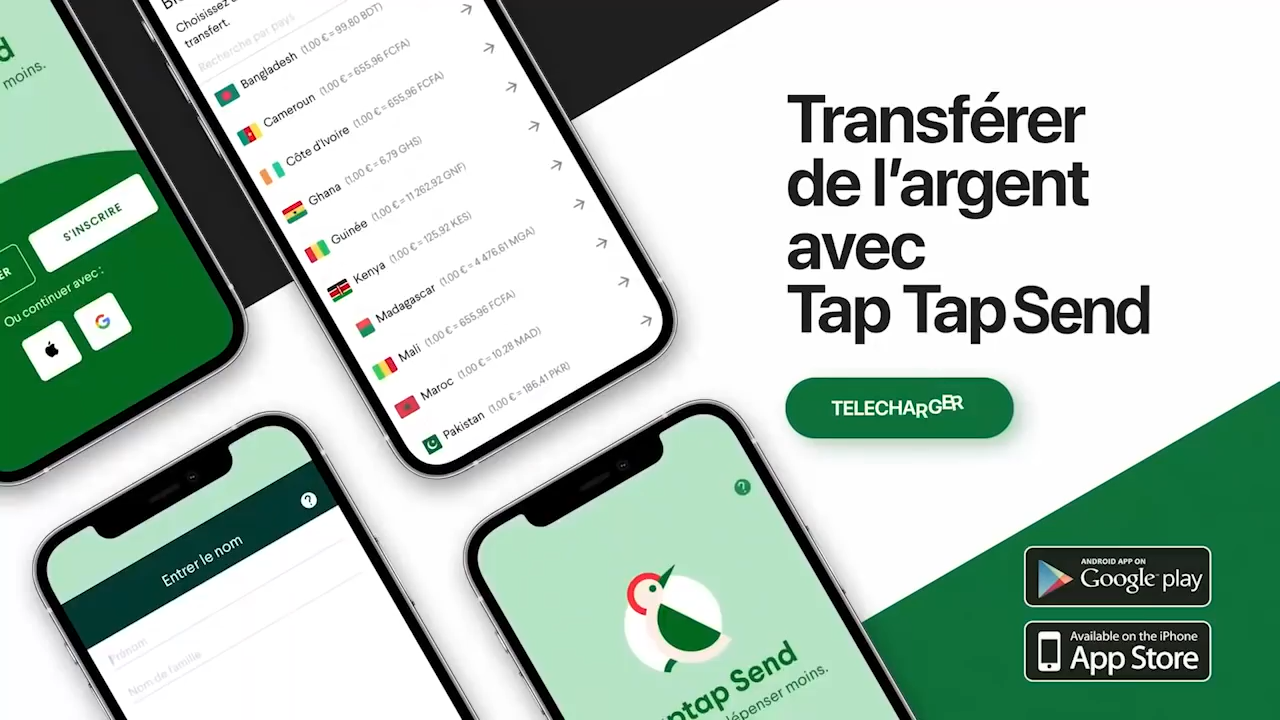 moins.
S'INSCRIRE
Ou continuer avec :
Choisissez
transfert.
Recherche par pays
Bangladesh (1,00 € = 99,80 BDT)
Cameroun (1,00 € = 655,96 FCFA)
Côte d'Ivoire (1,00 € = 655,96 FCFA)
Ghana (1,00 € = 6,79 GHS)
Guinée (1,00 € = 11 262,92 GNF)
Kenya (1,00 € = 125,92 KES)
Madagascar (1,00 € = 4 476,61 MGA)
Mali (1,00 € = 655,96 FCFA)
Maroc (1,00 € = 10,28 MAD)
Pakistan (1,00 € = 186,41 PKR)
Entrer le nom
Prénom
Nom de famille
ptap Send
dépenser moins.
Transférer
de l'argent
avec
Tap Tap Send
TELECHARGER
ANDROID APP ON
Google play
Available on the iPhone
App Store